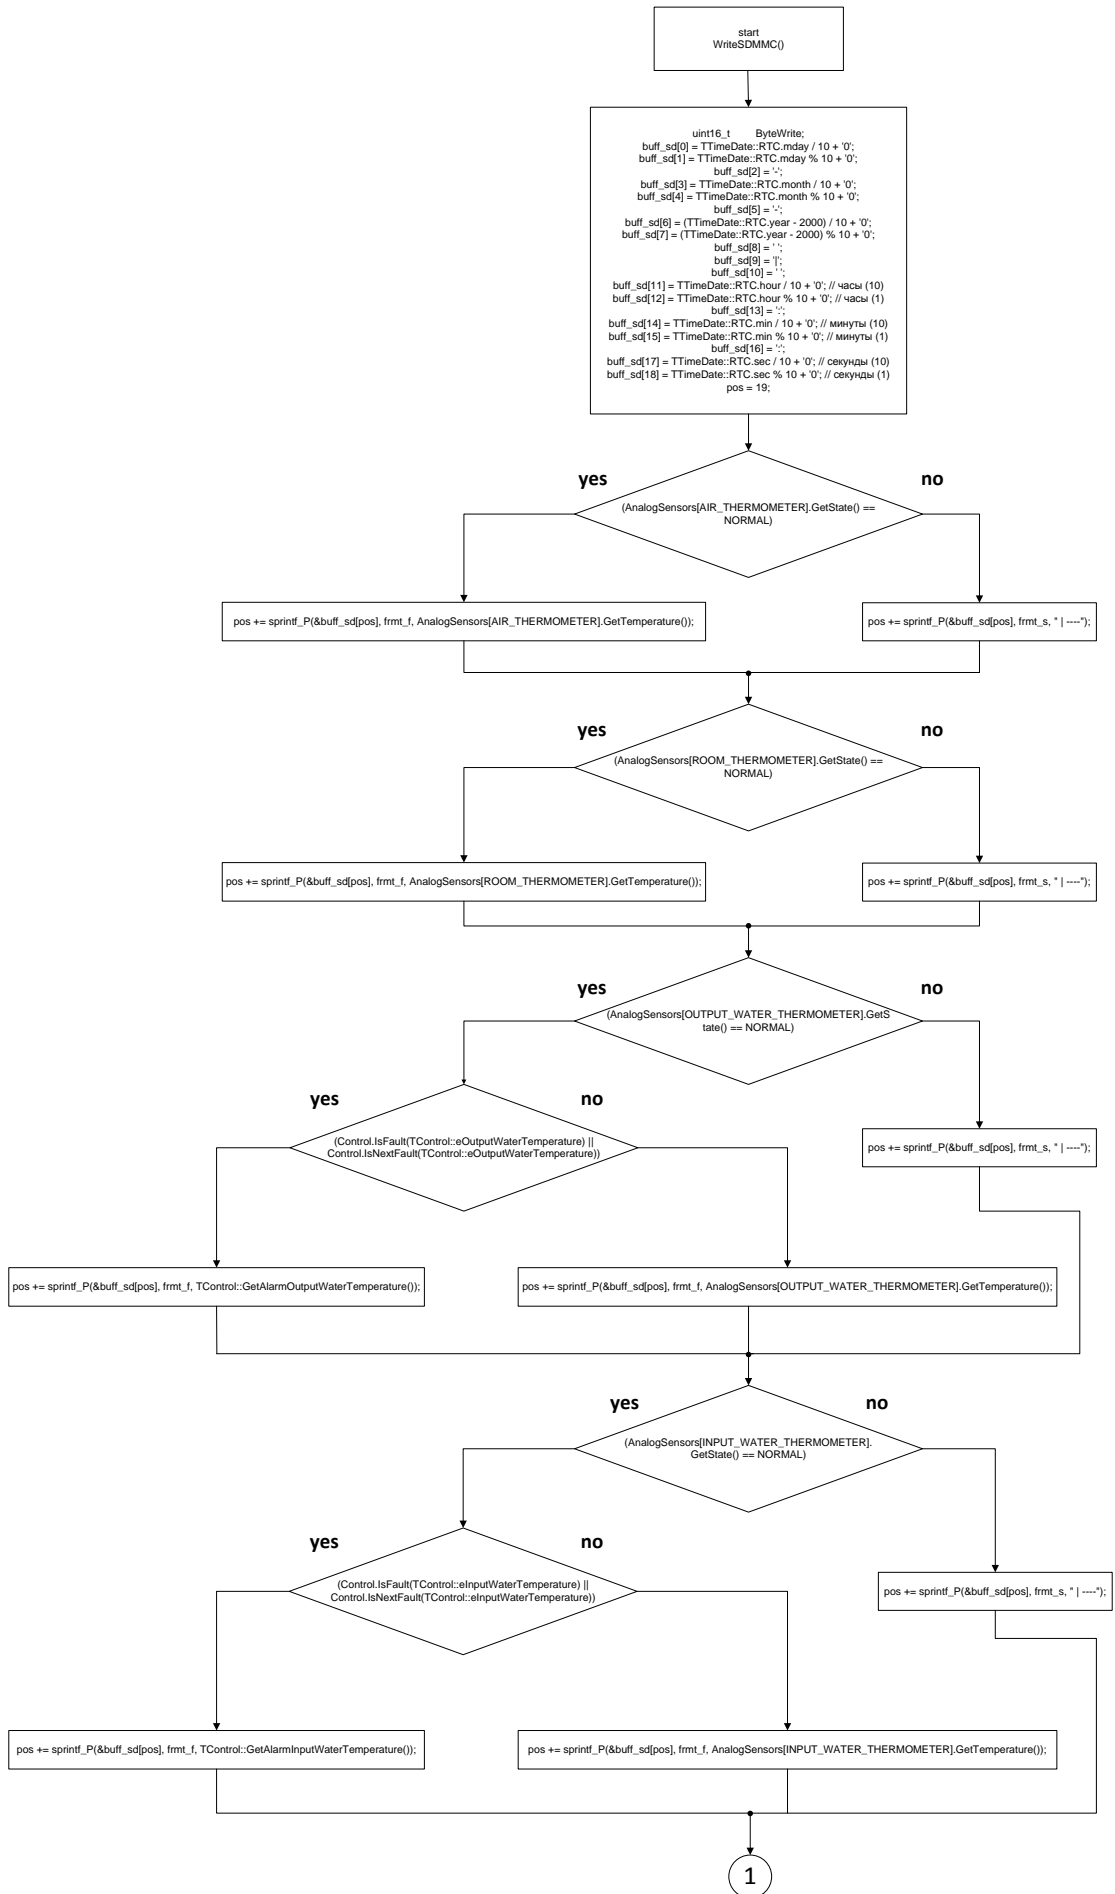 start
WriteSDMMC()
uint16_t ByteWrite;
buff_sd[0] = TTimeDate::RTC.mday / 10 + '0';
buff_sd[1] = TTimeDate::RTC.mday % 10 + '0';
buff_sd[2] = '-';
buff_sd[3] = TTimeDate::RTC.month / 10 + '0';
buff_sd[4] = TTimeDate::RTC.month % 10 + '0';
buff_sd[5] = '-';
buff_sd[6] = (TTimeDate::RTC.year - 2000) / 10 + '0';
buff_sd[7] = (TTimeDate::RTC.year - 2000) % 10 + '0';
buff_sd[8] = ' ';
buff_sd[9] = '|';
buff_sd[10] = ' ';
buff_sd[11] = TTimeDate::RTC.hour / 10 + '0'; // часы (10)
buff_sd[12] = TTimeDate::RTC.hour % 10 + '0'; // часы (1)
buff_sd[13] = ':';
buff_sd[14] = TTimeDate::RTC.min / 10 + '0'; // минуты (10)
buff_sd[15] = TTimeDate::RTC.min % 10 + '0'; // минуты (1)
buff_sd[16] = ':';
buff_sd[17] = TTimeDate::RTC.sec / 10 + '0'; // секунды (10)
buff_sd[18] = TTimeDate::RTC.sec % 10 + '0'; // секунды (1)
pos = 19;
yes
no
(AnalogSensors[AIR_THERMOMETER].GetState() ==
NORMAL)
pos += sprintf_P(&buff_sd[pos], frmt_f, AnalogSensors[AIR_THERMOMETER].GetTemperature());
pos += sprintf_P(&buff_sd[pos], frmt_s, " | ----");
yes
no
(AnalogSensors[ROOM_THERMOMETER].GetState() ==
NORMAL)
pos += sprintf_P(&buff_sd[pos], frmt_f, AnalogSensors[ROOM_THERMOMETER].GetTemperature());
pos += sprintf_P(&buff_sd[pos], frmt_s, " | ----");
yes
no
(AnalogSensors[OUTPUT_WATER_THERMOMETER].GetS
tate() == NORMAL)
yes
no
(Control.IsFault(TControl::eOutputWaterTemperature) ||
Control.IsNextFault(TControl::eOutputWaterTemperature))
pos += sprintf_P(&buff_sd[pos], frmt_s, " | ----");
pos += sprintf_P(&buff_sd[pos], frmt_f, TControl::GetAlarmOutputWaterTemperature());
pos += sprintf_P(&buff_sd[pos], frmt_f, AnalogSensors[OUTPUT_WATER_THERMOMETER].GetTemperature());
yes
no
(AnalogSensors[INPUT_WATER_THERMOMETER].
GetState() == NORMAL)
yes
no
(Control.IsFault(TControl::eInputWaterTemperature) ||
Control.IsNextFault(TControl::eInputWaterTemperature))
pos += sprintf_P(&buff_sd[pos], frmt_s, " | ----");
pos += sprintf_P(&buff_sd[pos], frmt_f, TControl::GetAlarmInputWaterTemperature());
pos += sprintf_P(&buff_sd[pos], frmt_f, AnalogSensors[INPUT_WATER_THERMOMETER].GetTemperature());
1